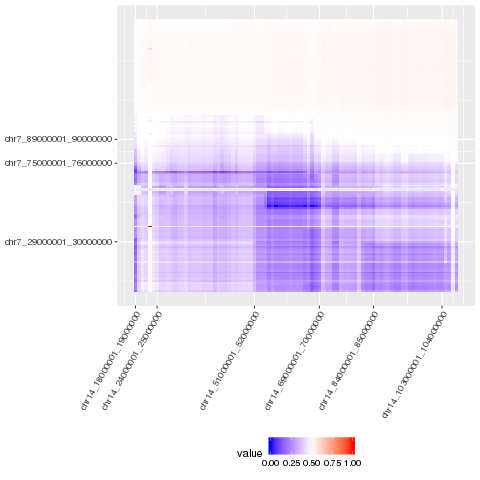 chr7_89000001_90000000
chr7_75000001_76000000
chr7_29000001_30000000
chr14_18000001_19000000
chr14_24000001_25000000
chr14_51000001_52000000
chr14_69000001_70000000
chr14_84000001_85000000
chr14_103000001_104000000
value
0.00 0.25 0.50 0.75 1.00